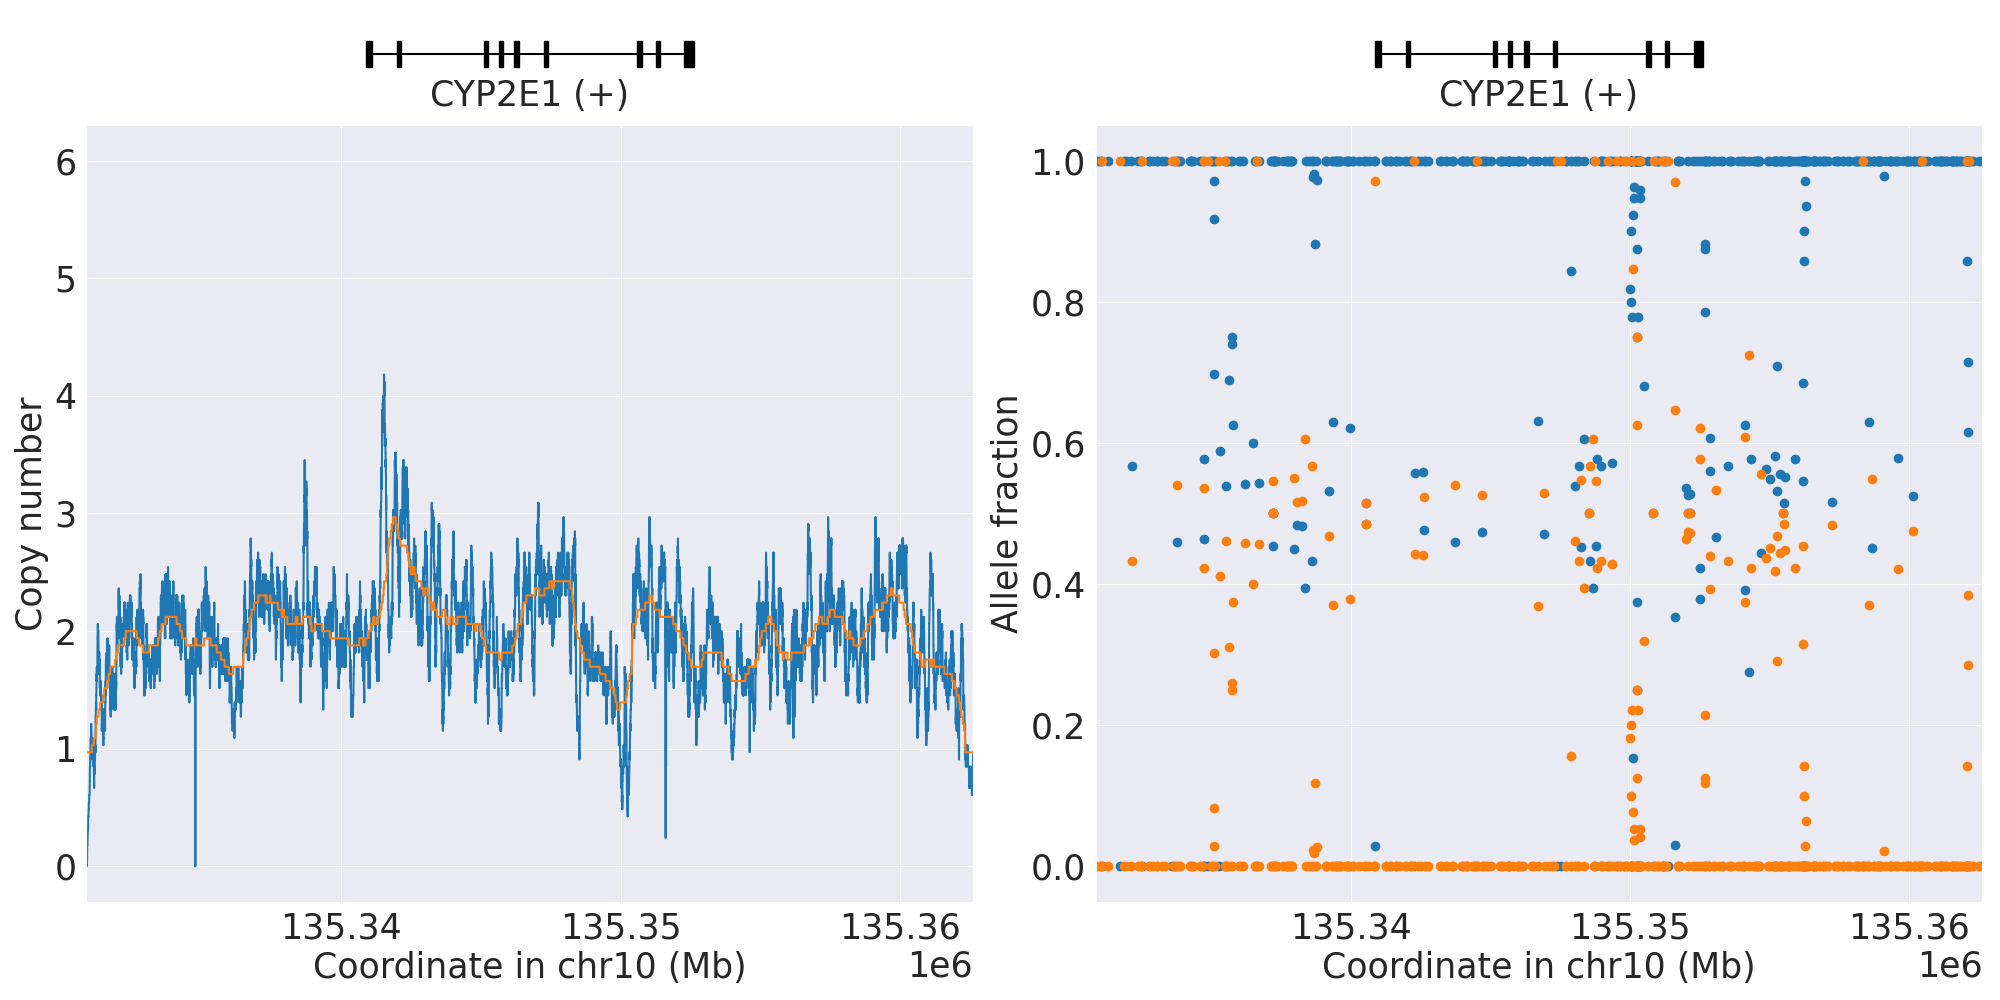 CYP2E1 (+)
6
5
4
3
2
1
0
Copy number
135.34
135.35
135.36
Coordinate in chr10 (Mb)
1e6
CYP2E1 (+)
1.0
0.8
0.6
0.4
0.2
0.0
Allele fraction
135.34
135.35
135.36
Coordinate in chr10 (Mb)
1e6